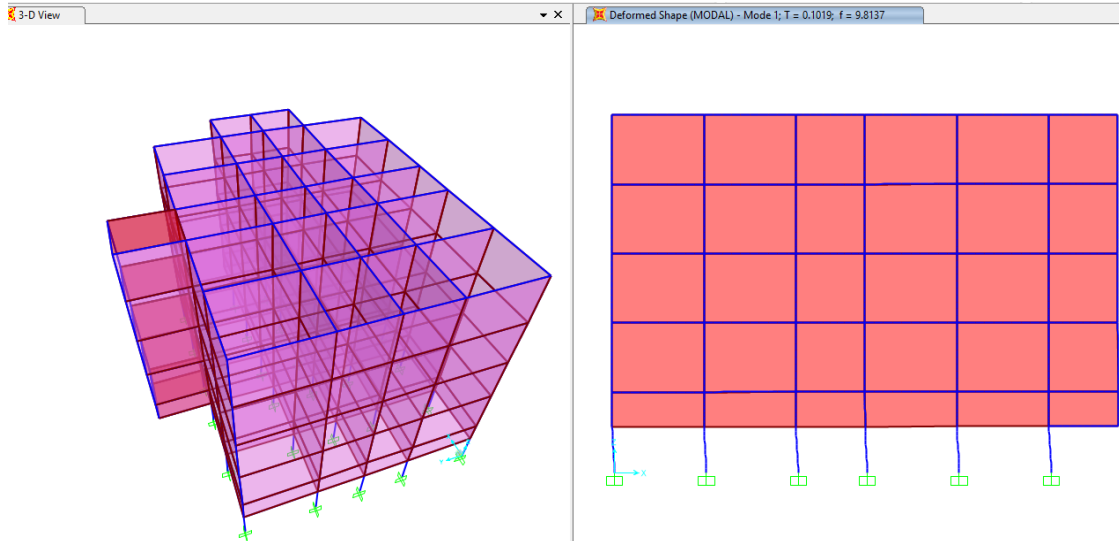 3-D View
Deformed Shape (MODAL) - Mode 1; T = 0.1019; f = 9.8137
X